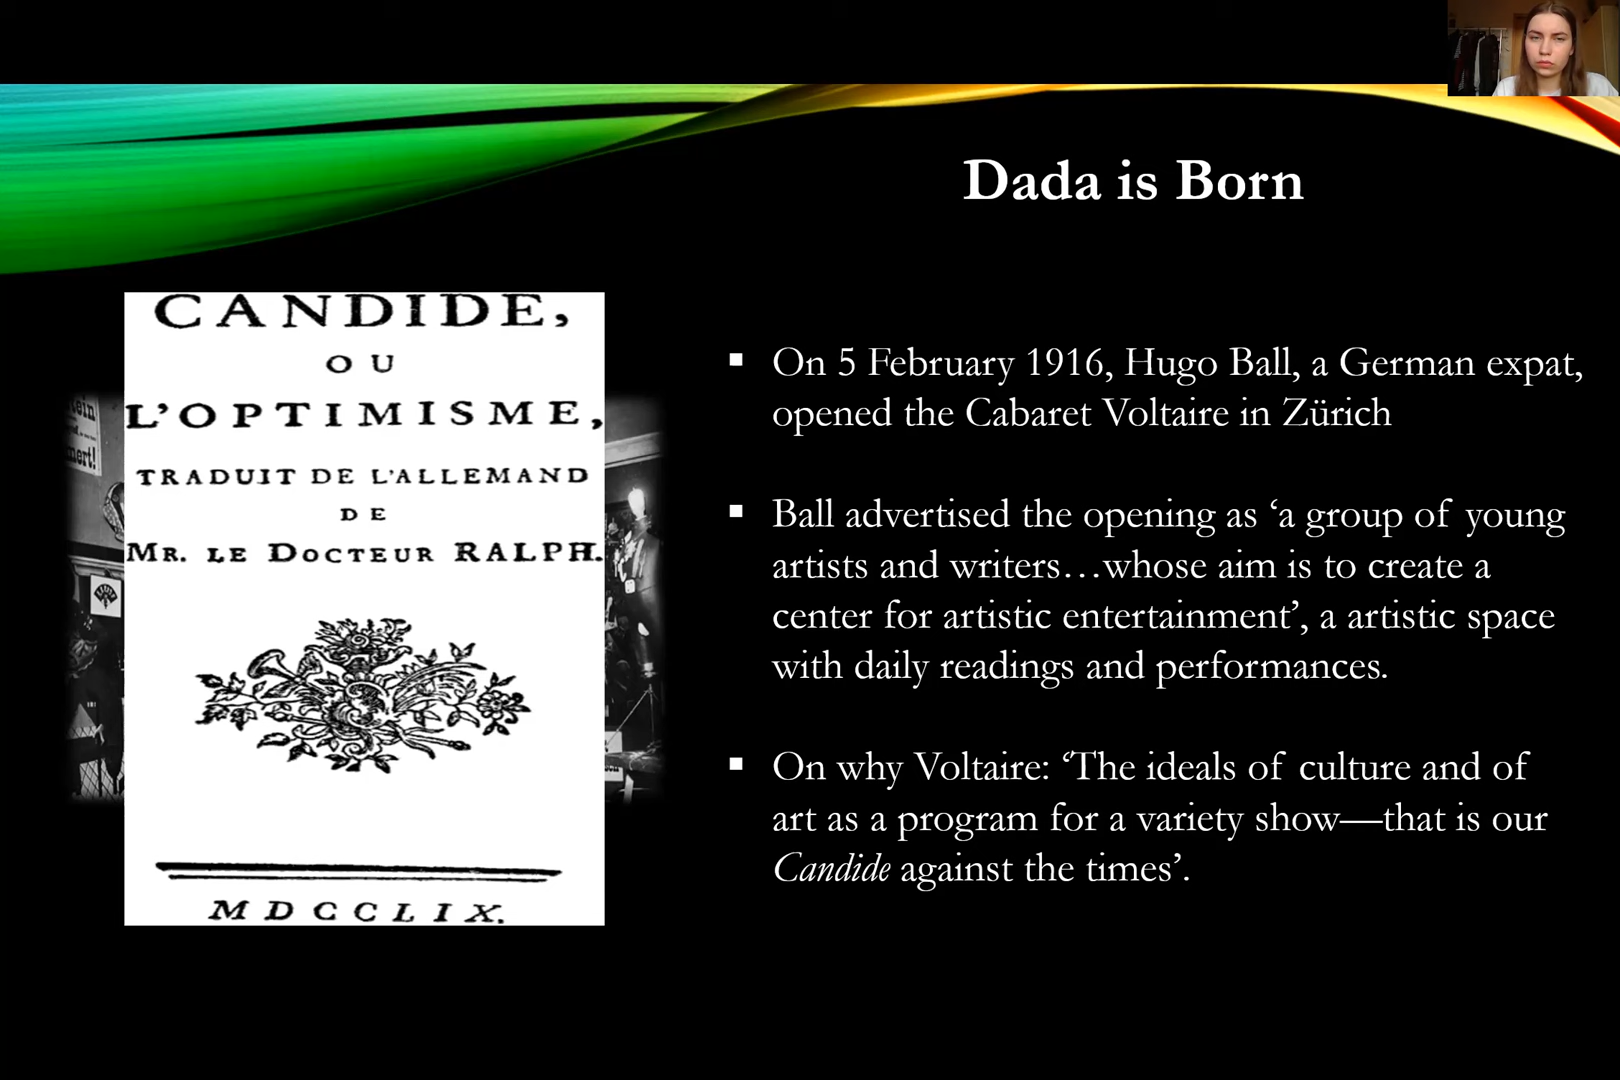 Dada is Born
CANDIDE,
OU
L'OPTIMISME,
TRADUIT DE L'ALLEMAND
DE
MR. LE DOCTEUR RALPH.
MDCCLIX.
ein
nert!
▪ On 5 February 1916, Hugo Ball, a German expat,
opened the Cabaret Voltaire in Zürich
▪ Ball advertised the opening as ‘a group of young
artists and writers…whose aim is to create a
center for artistic entertainment’, a artistic space
with daily readings and performances.
▪ On why Voltaire: ‘The ideals of culture and of
art as a program for a variety show—that is our
Candide against the times’.